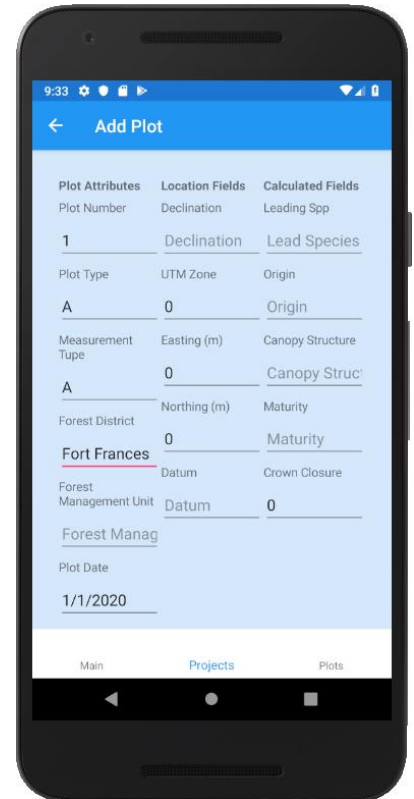 9:33
Add Plot
Plot Attributes
Plot Number
1
Plot Type
A
Measurement
Tupe
A
Forest District
Fort Frances
Forest
Management Unit
Forest Manag
Plot Date
1/1/2020
Location Fields
Declination
Declination
UTM Zone
0
Easting (m)
0
Northing (m)
0
Datum
Datum
Calculated Fields
Leading Spp
Lead Species
Origin
Origin
Canopy Structure
Canopy Struc
Maturity
Maturity
Crown Closure
0
Main
Projects
Plots